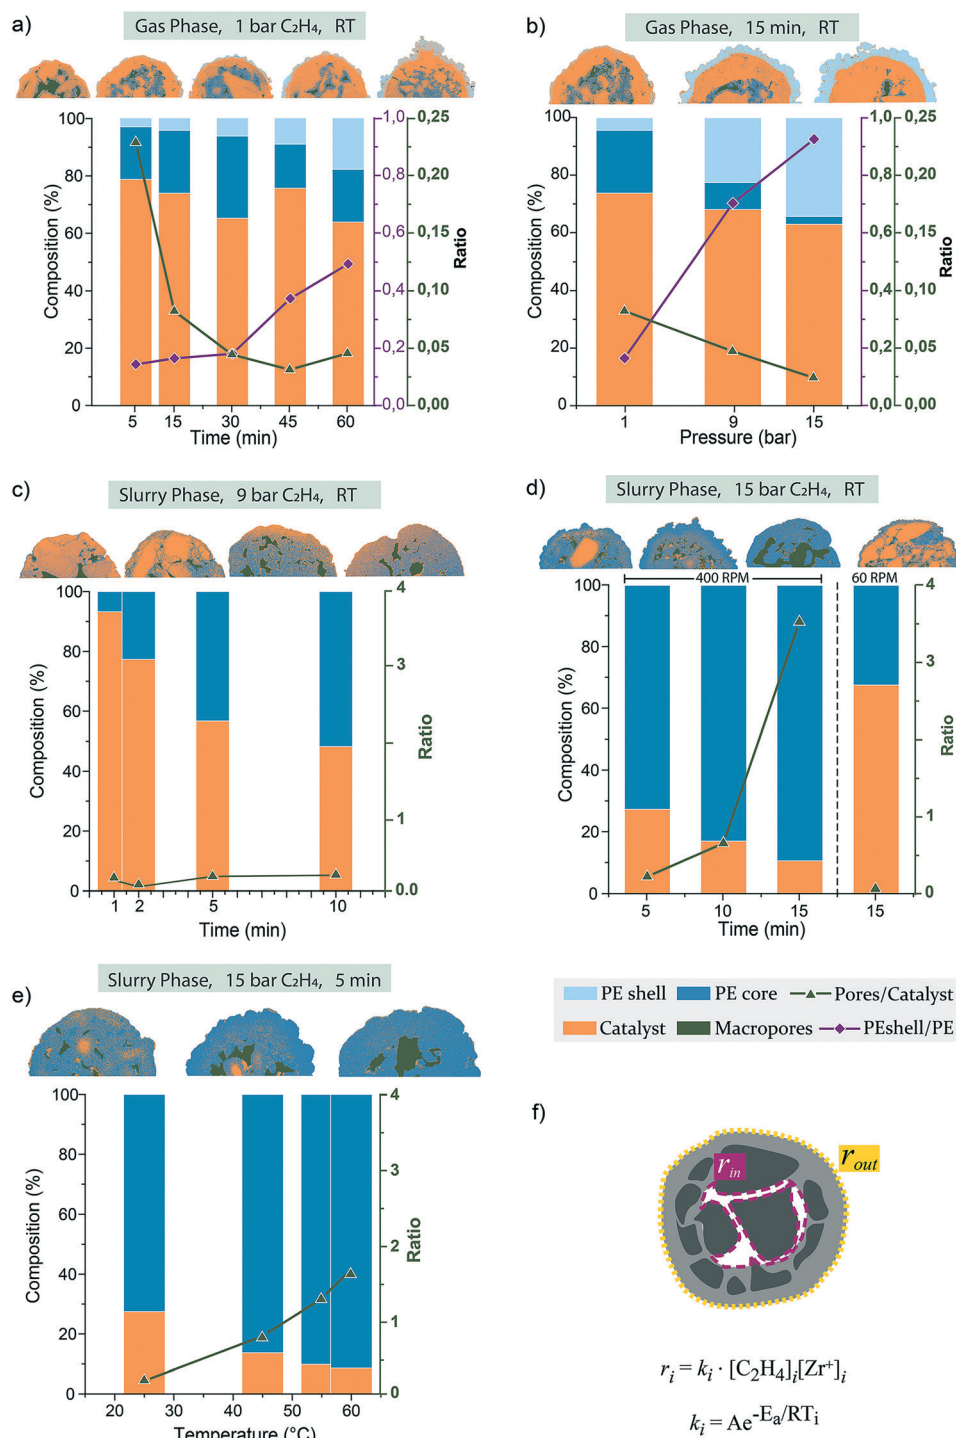 a)
Gas Phase, 1 bar C₂H₄, RT
100
80
60
40
20
0
Composition (%)
5 15 30 45 60
Time (min)
1,0
0,8
0,6
0,4
0,2
0,0
0,25
0,20
0,15
0,10
0,05
0,00
Ratio
b)
Gas Phase, 15 min, RT
100
80
60
40
20
0
Composition (%)
1 9 15
Pressure (bar)
1,0
0,8
0,6
0,4
0,2
0,0
0,25
0,20
0,15
0,10
0,05
0,00
Ratio
c)
Slurry Phase, 9 bar C₂H₄, RT
100
80
60
40
20
0
Composition (%)
1 2 5 10
Time (min)
4
3
2
1
0.0
Ratio
d)
Slurry Phase, 15 bar C₂H₄, RT
400 RPM
60 RPM
100
80
60
40
20
0
Composition (%)
5 10 15 15
Time (min)
4
3
2
1
0
Ratio
e)
Slurry Phase, 15 bar C₂H₄, 5 min
100
80
60
40
20
0
Composition (%)
20 30 40 50 60
Temperature (°C)
4
3
2
1
0
Ratio
PE shell PE core Pores/Catalyst
Catalyst Macropores PEshell/PE
f)
r_in
r_out
rᵢ = kᵢ · [C₂H₄]ᵢ[Zr⁺]ᵢ
kᵢ = Ae^-Eₐ/RTᵢ